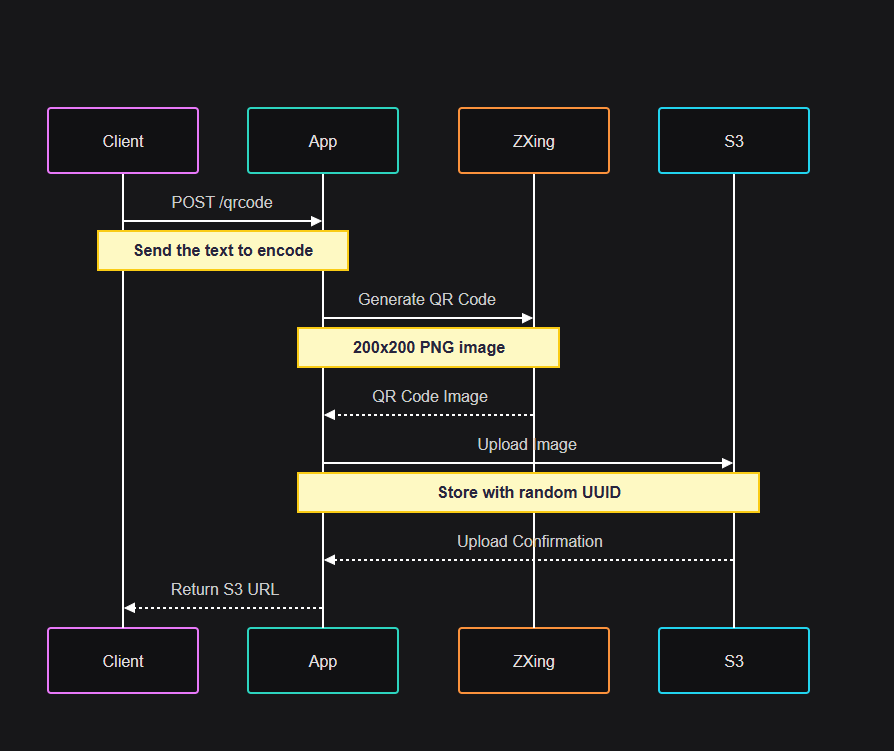 Client
App
ZXing
S3
POST /qrcode
Send the text to encode
Generate QR Code
200x200 PNG image
QR Code Image
Upload Image
Store with random UUID
Upload Confirmation
Return S3 URL
Client
App
ZXing
S3